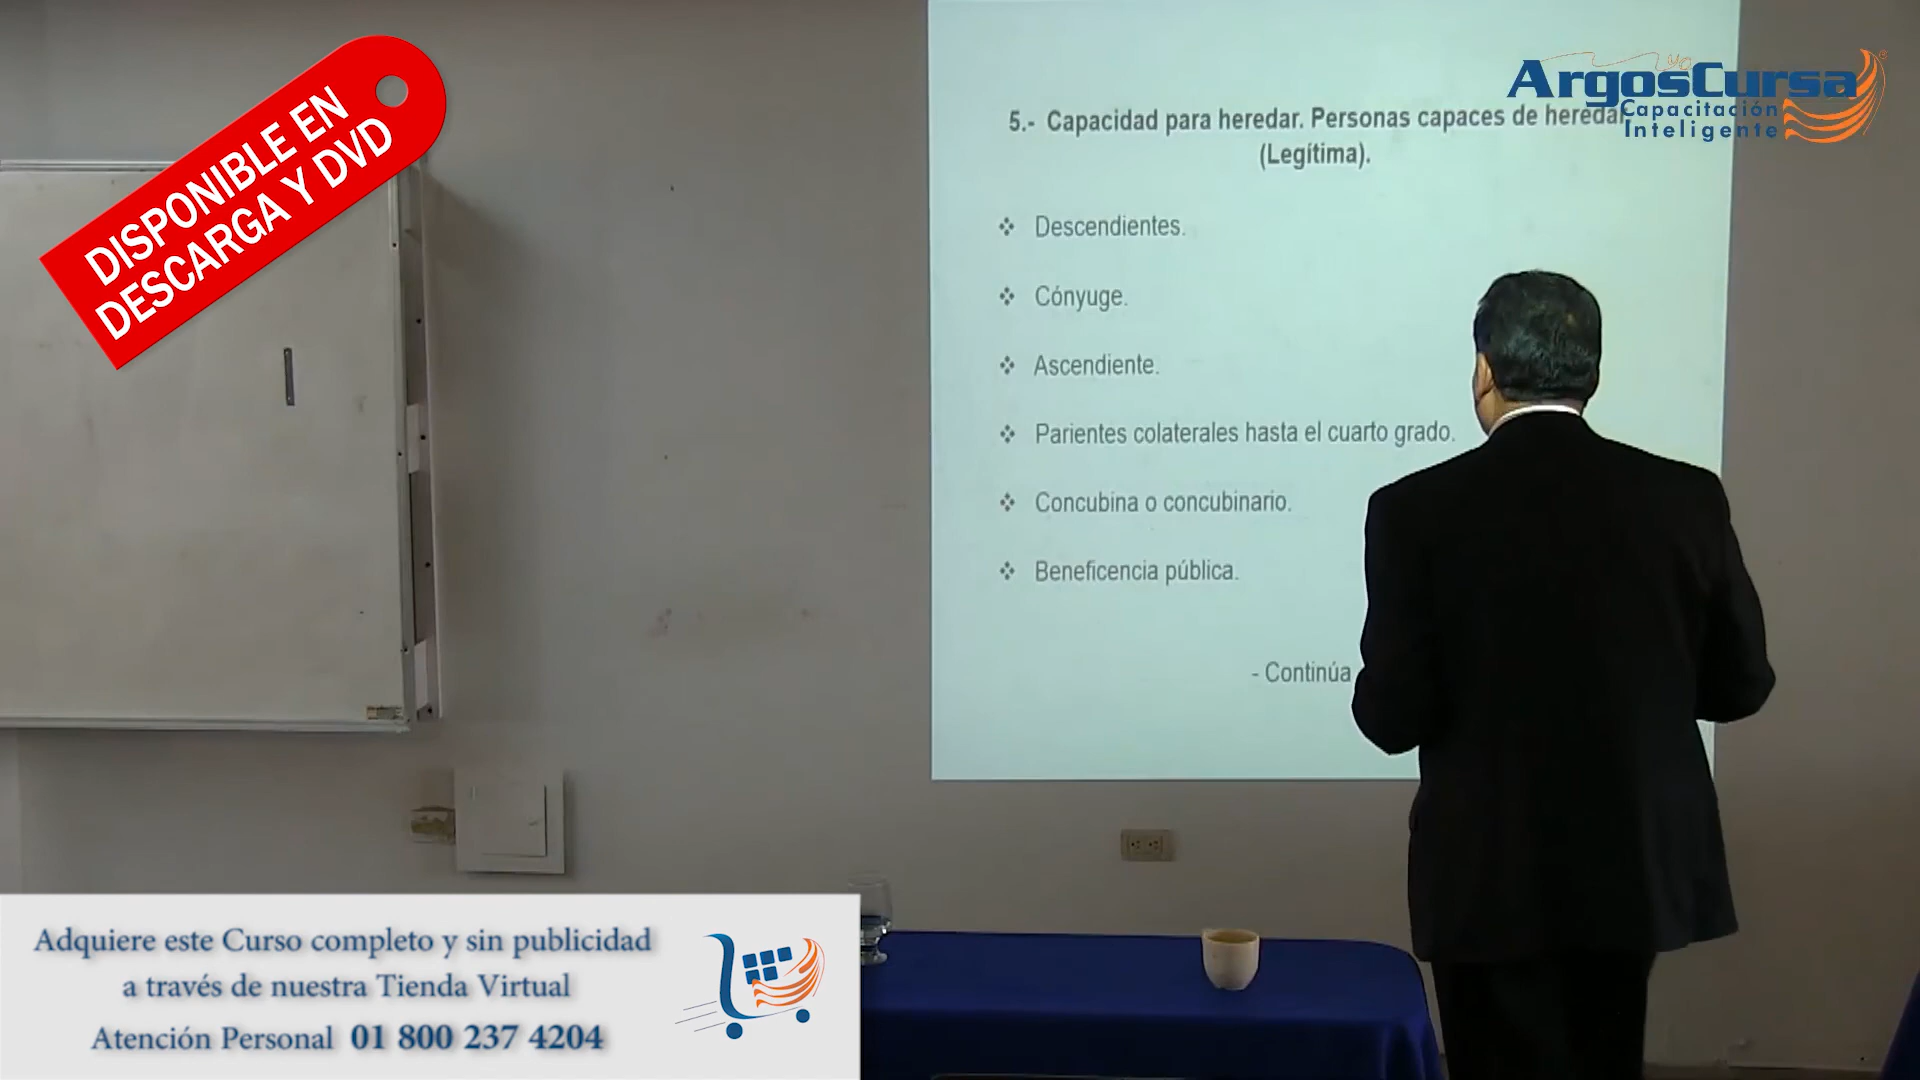 DISPONIBLE EN
DESCARGA Y DVD
yo
ArgosCursa
Capacitación
Inteligente
5.- Capacidad para heredar. Personas capaces de heredar
(Legítima).
❖ Descendientes.
❖ Cónyuge.
❖ Ascendiente.
❖ Parientes colaterales hasta el cuarto grado.
❖ Concubina o concubinario.
❖ Beneficencia pública.
- Continúa
Adquiere este Curso completo y sin publicidad
a través de nuestra Tienda Virtual
Atención Personal 01 800 237 4204